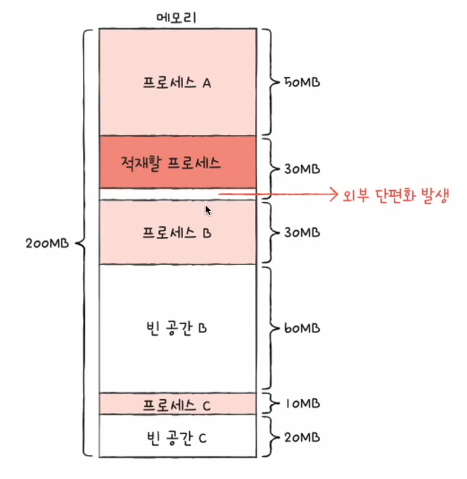 메모리
프로세스 A
50MB
적재할 프로세스
30MB
외부 단편화 발생
200MB
프로세스 B
30MB
빈 공간 B
60MB
프로세스 C
10MB
빈 공간 C
20MB